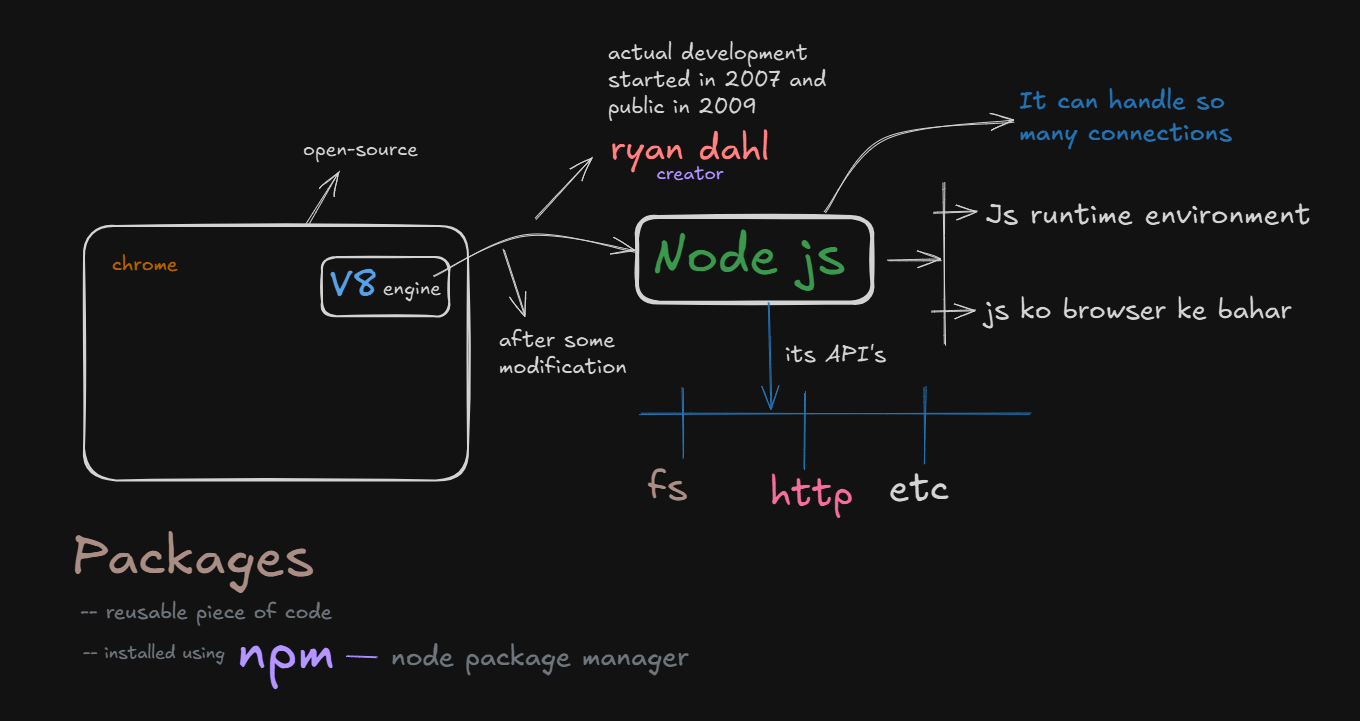 actual development
started in 2007 and
public in 2009
ryan dahl
creator
It can handle so
many connections
open-source
chrome
V8 engine
Node js
Js runtime environment
js ko browser ke bahar
after some
modification
its API's
fs
http
etc
Packages
-- reusable piece of code
-- installed using npm — node package manager